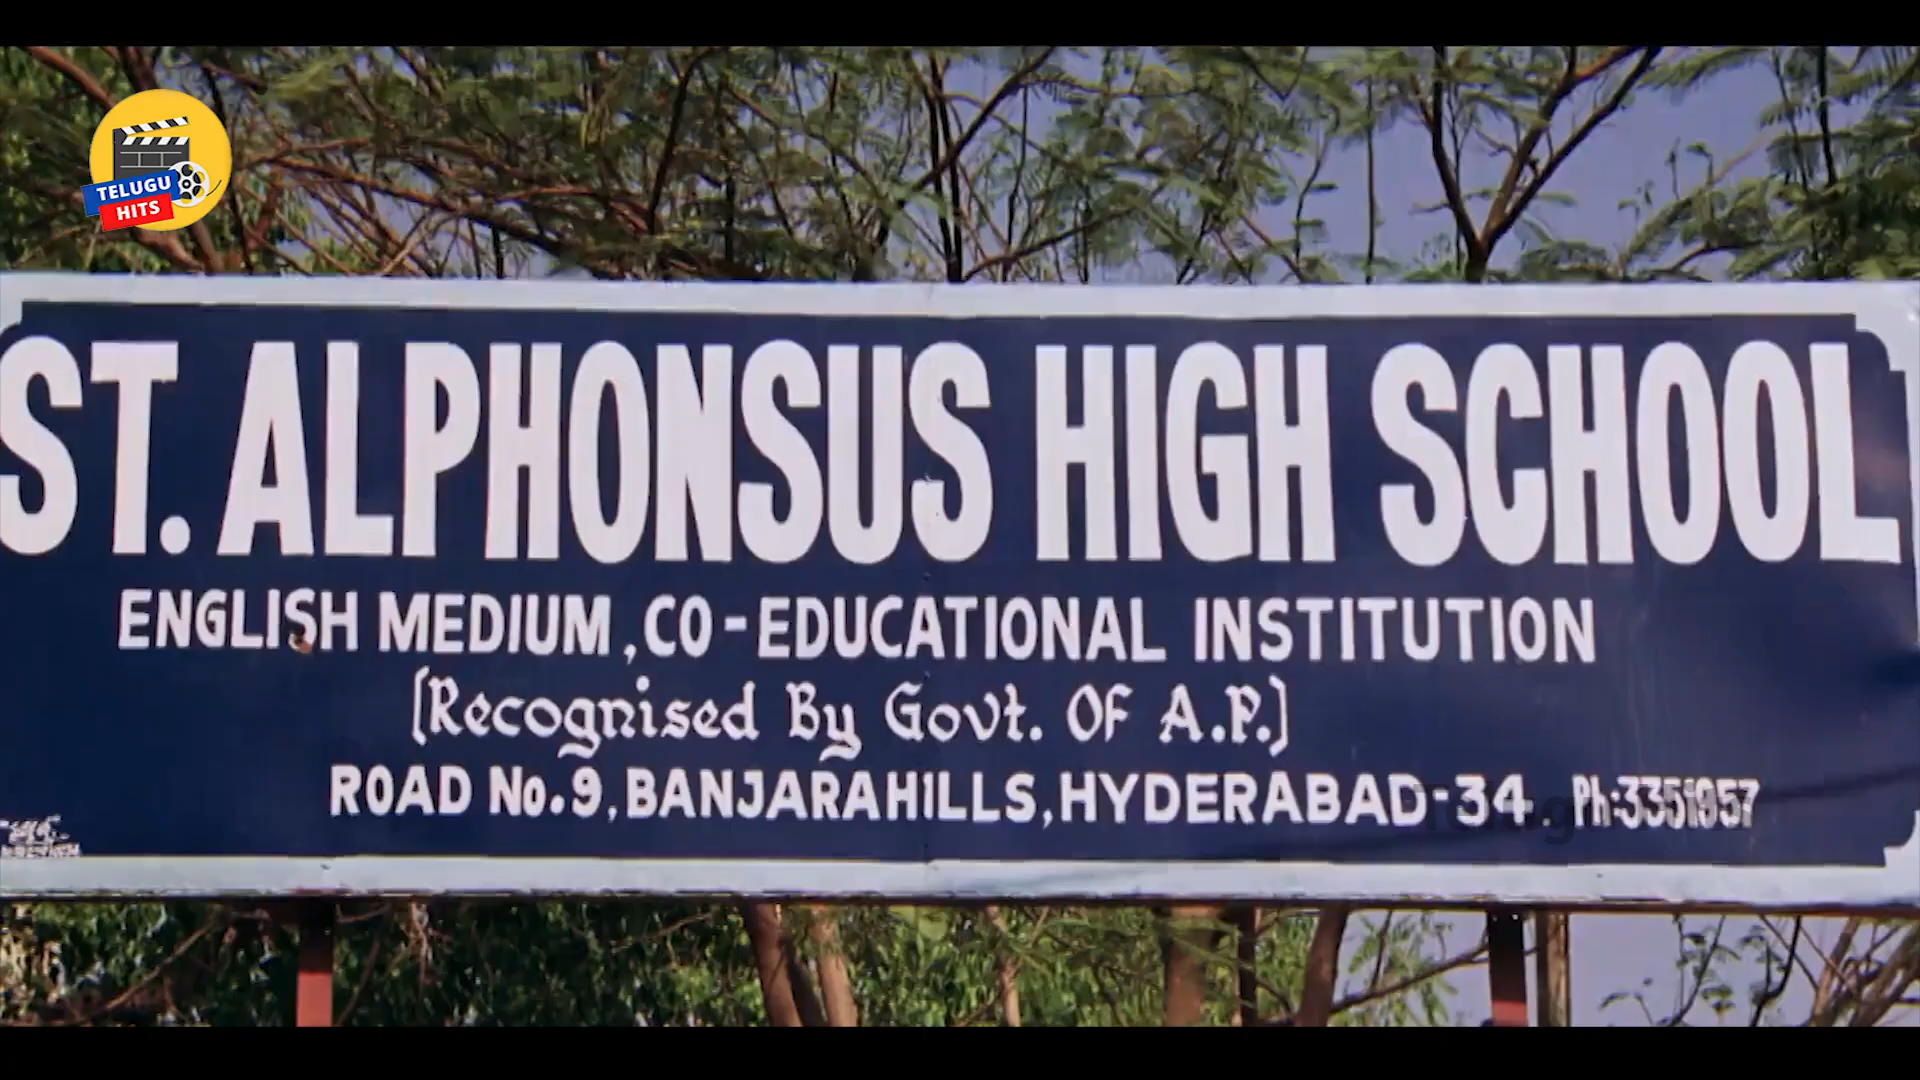 TELUGU
HITS
ST. ALPHONSUS HIGH SCHOOL
ENGLISH MEDIUM, CO-EDUCATIONAL INSTITUTION
(Recognised By Govt. OF A.P.)
ROAD No.9, BANJARAHILLS, HYDERABAD-34. Ph:3351957